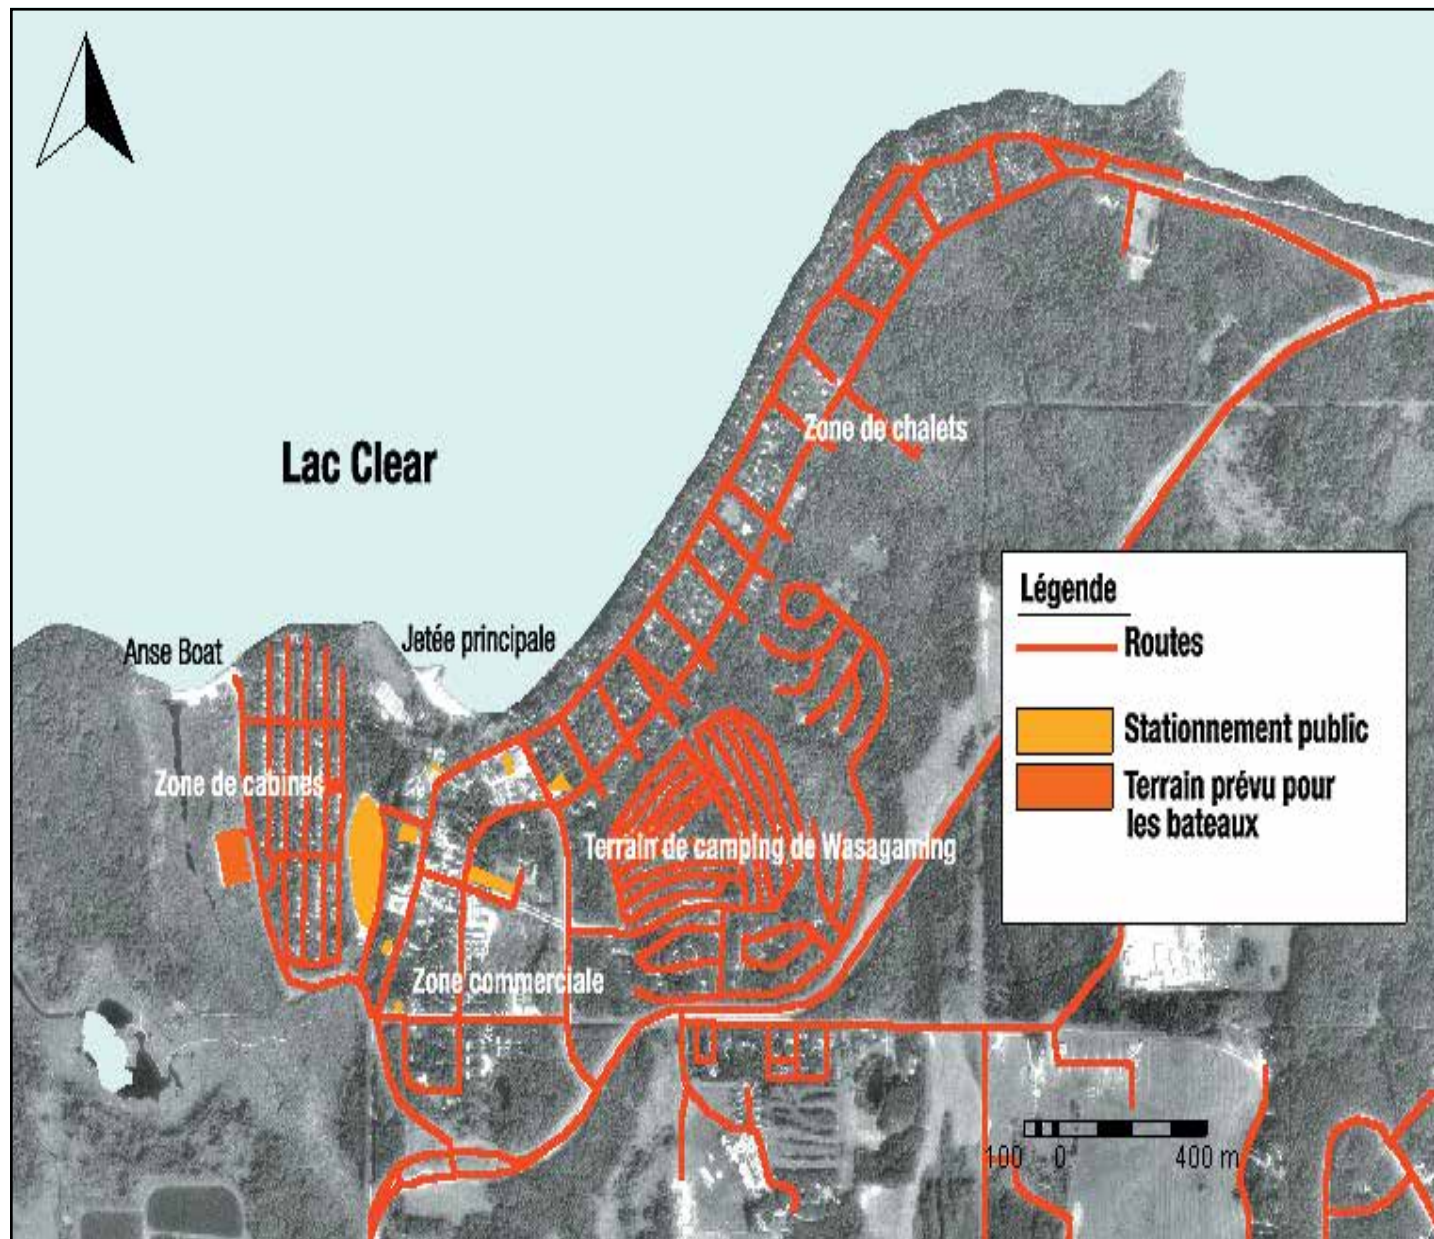 Zone de chalets
Lac Clear
Légende
Routes
Anse Boat
Jetée principale
Stationnement public
Zone de cabines
Terrain prévu pour
les bateaux
Terrain de camping de Wasagaming
Zone commerciale
100 0 400 m